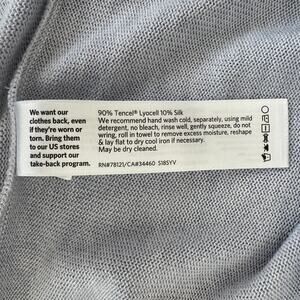 We want our
clothes back, even
if they're worn or
torn. Bring them
to our US stores
and support our
take-back program.
90% Tencel® Lyocell 10% Silk
We recommend hand wash cold, separately, using mild
detergent, no bleach, rinse well, gently squeeze, do not
wring, roll in towel to remove excess moisture, reshape
& lay flat to dry cool iron if necessary.
May be dry cleaned.
RN#78121/CA#34460 S18SYV